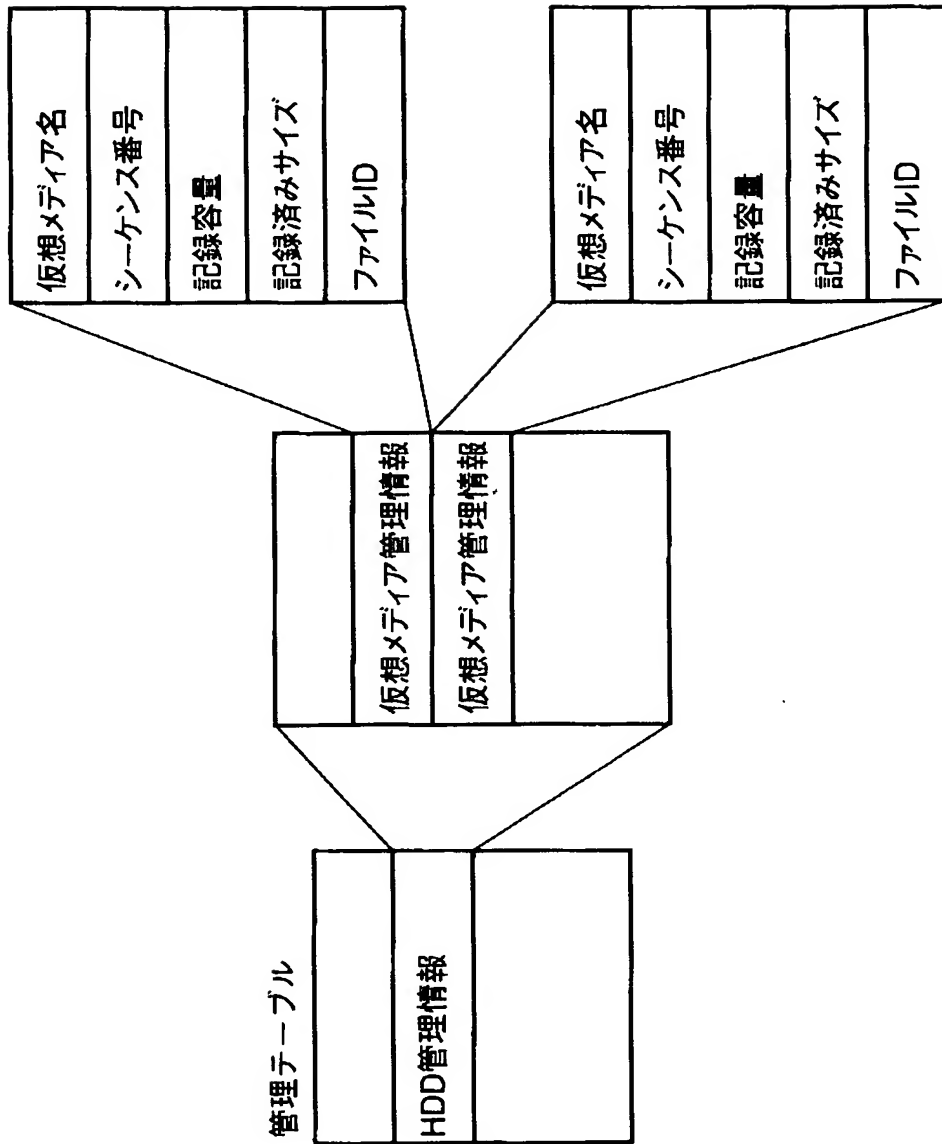 管理テーブル
HDD管理情報
仮想メディア管理情報
仮想メディア管理情報
仮想メディア名
シーケンス番号
記録容量
記録済みサイズ
ファイルID
仮想メディア名
シーケンス番号
記録容量
記録済みサイズ
ファイルID